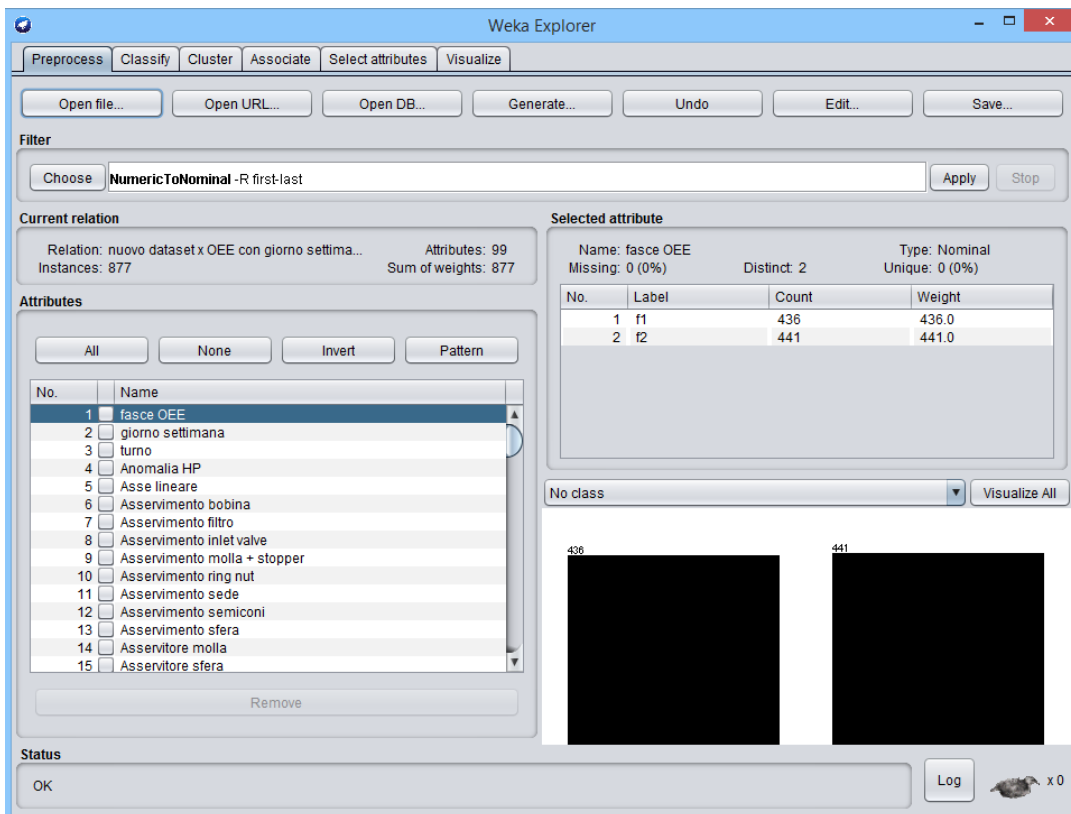 Weka Explorer
Preprocess Classify Cluster Associate Select attributes Visualize
Open file... Open URL... Open DB... Generate... Undo Edit... Save...
Filter
Choose NumericToNominal -R first-last Apply Stop
Current relation
Relation: nuovo dataset x OEE con giorno settima... Attributes: 99
Instances: 877 Sum of weights: 877
Attributes
All None Invert Pattern
No. Name
1 fasce OEE
2 giorno settimana
3 turno
4 Anomalia HP
5 Asse lineare
6 Asservimento bobina
7 Asservimento filtro
8 Asservimento inlet valve
9 Asservimento molla + stopper
10 Asservimento ring nut
11 Asservimento sede
12 Asservimento semiconi
13 Asservimento sfera
14 Asservitore molla
15 Asservitore sfera
Remove
Selected attribute
Name: fasce OEE Type: Nominal
Missing: 0 (0%) Distinct: 2 Unique: 0 (0%)
No. Label Count Weight
1 f1 436 436.0
2 f2 441 441.0
No class Visualize All
436 441
Status
OK Log x 0